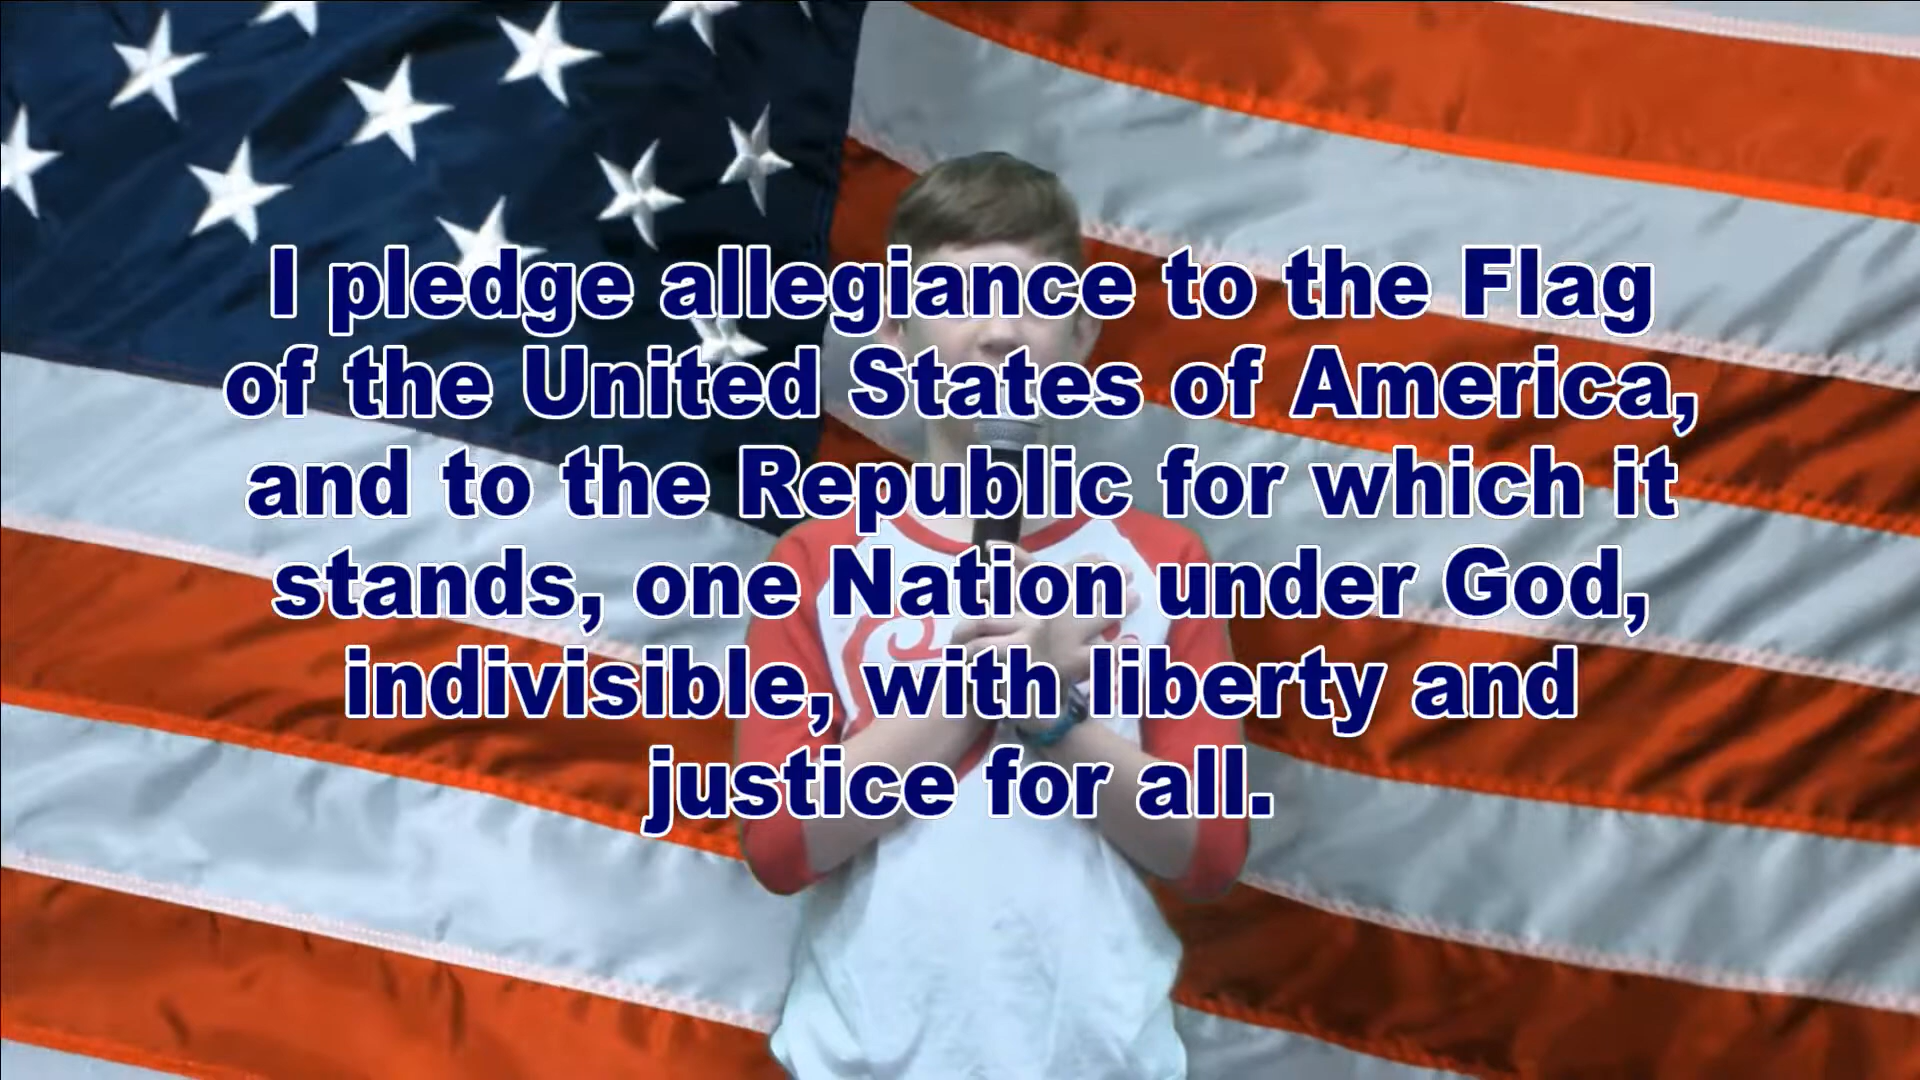 I pledge allegiance to the Flag
of the United States of America,
and to the Republic for which it
stands, one Nation under God,
indivisible, with liberty and
justice for all.